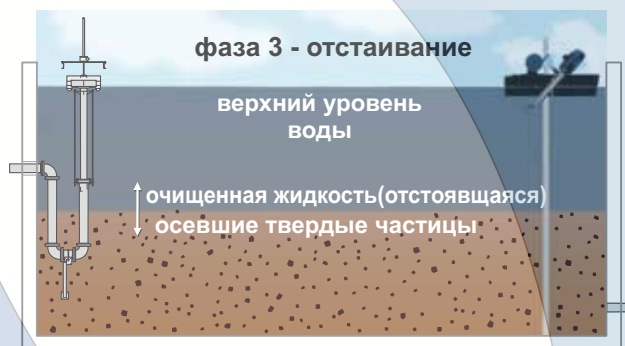 фаза 3 - отстаивание
верхний уровень
воды
очищенная жидкость(отстоявщаяся)
осевшие твердые частицы